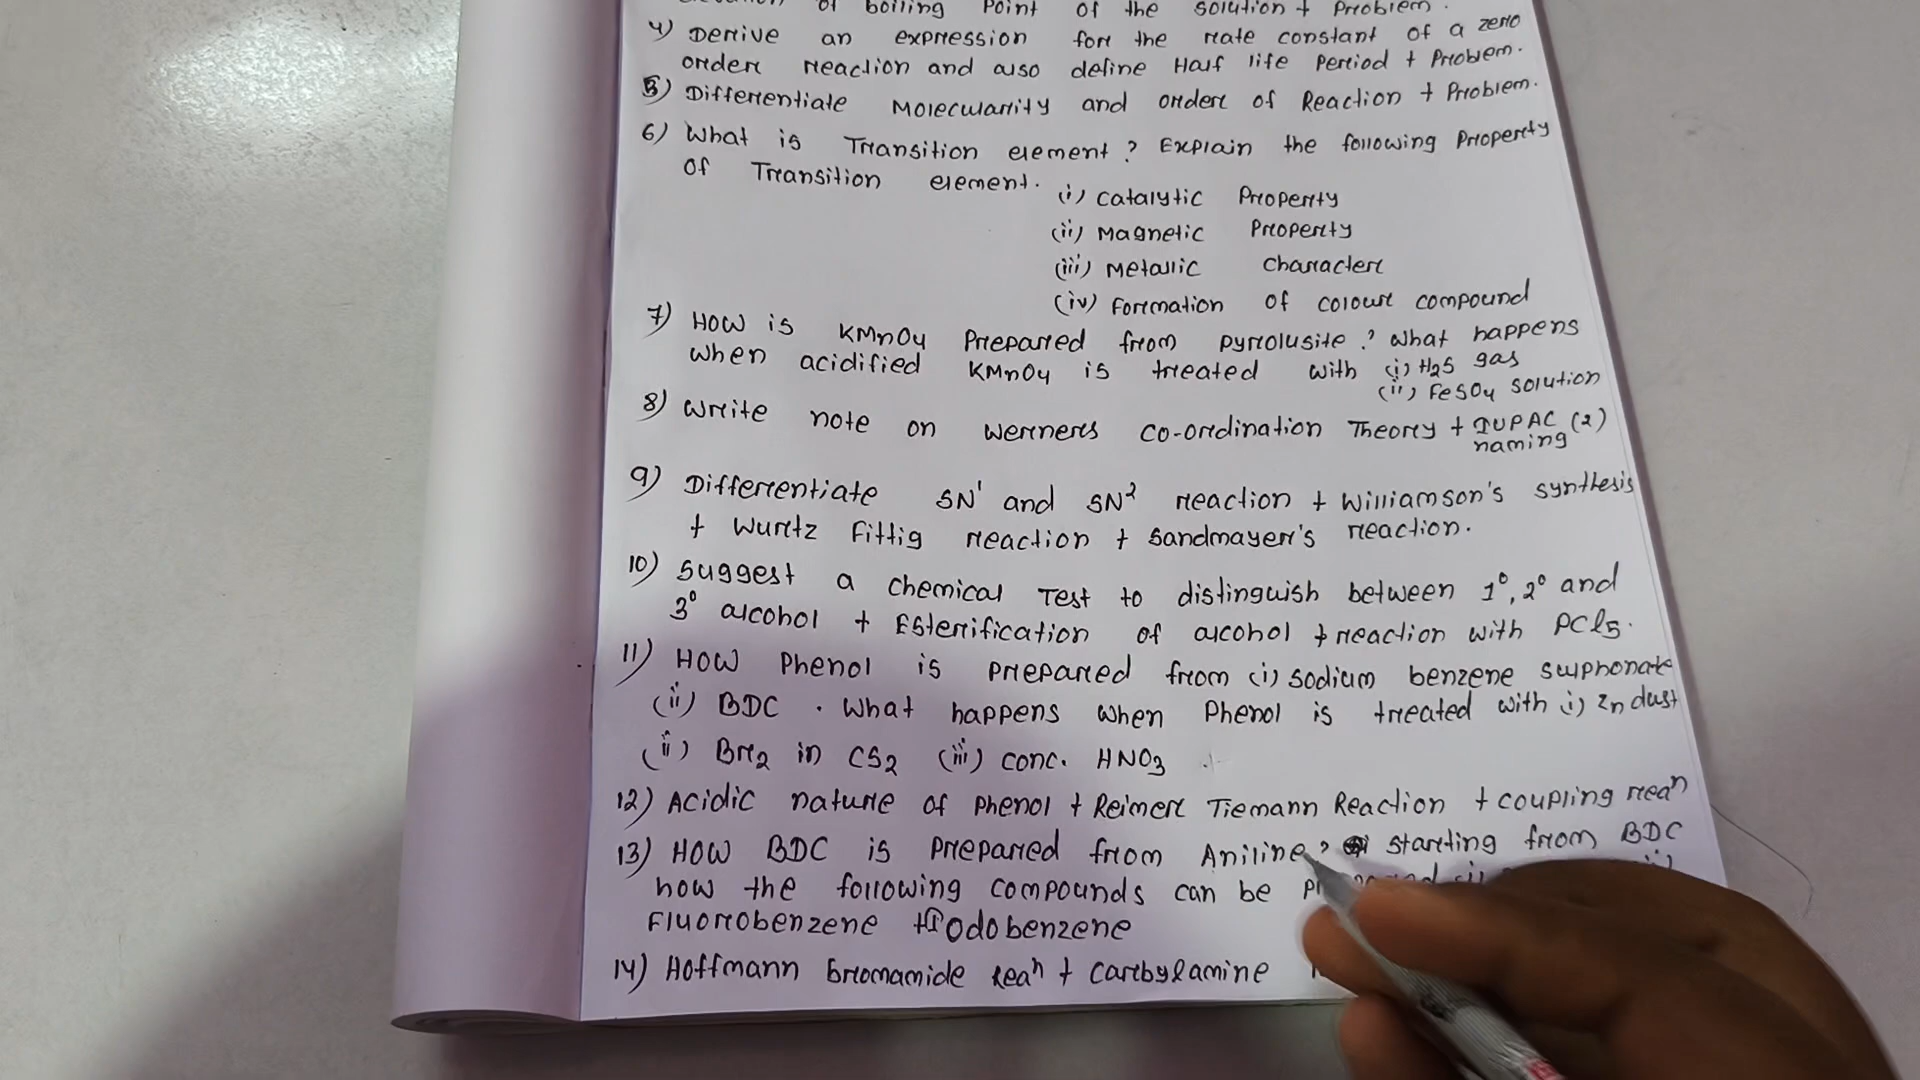 of boiling Point of the solution + Problem.
4) Derive an expression for the rate constant of a zero
order reaction and also define Half life Period + Problem.
5) Differentiate Molecularity and order of Reaction + Problem.
6) What is Transition element? Explain the following Property
of Transition element.
(i) Catalytic Property
(ii) Magnetic Property
(iii) Metallic Character
(iv) Formation of colour compound
7) How is KMnO4 Prepared from pyrolusite? What happens
when acidified KMnO4 is treated with (i) H2S gas
(ii) FeSO4 solution
8) Write note on werners co-ordination Theory + IUPAC (2)
naming
9) Differentiate SN1 and SN2 reaction + Williamson's synthesis
+ Wurtz Fittig reaction + Sandmayer's reaction.
10) Suggest a chemical Test to distinguish between 1°, 2° and
3° alcohol + Esterification of alcohol + reaction with PCl5.
11) How Phenol is prepared from (i) sodium benzene sulphonate
(ii) BDC. What happens when Phenol is treated with (i) Zn dust
(ii) Br2 in CS2 (iii) conc. HNO3
12) Acidic nature of Phenol + Reimer Tiemann Reaction + coupling reaⁿ
13) How BDC is Prepared from Aniline? starting from BDC
how the following compounds can be
Fluorobenzene + Iodobenzene
14) Hoffmann bromamide reaⁿ + Carbylamine